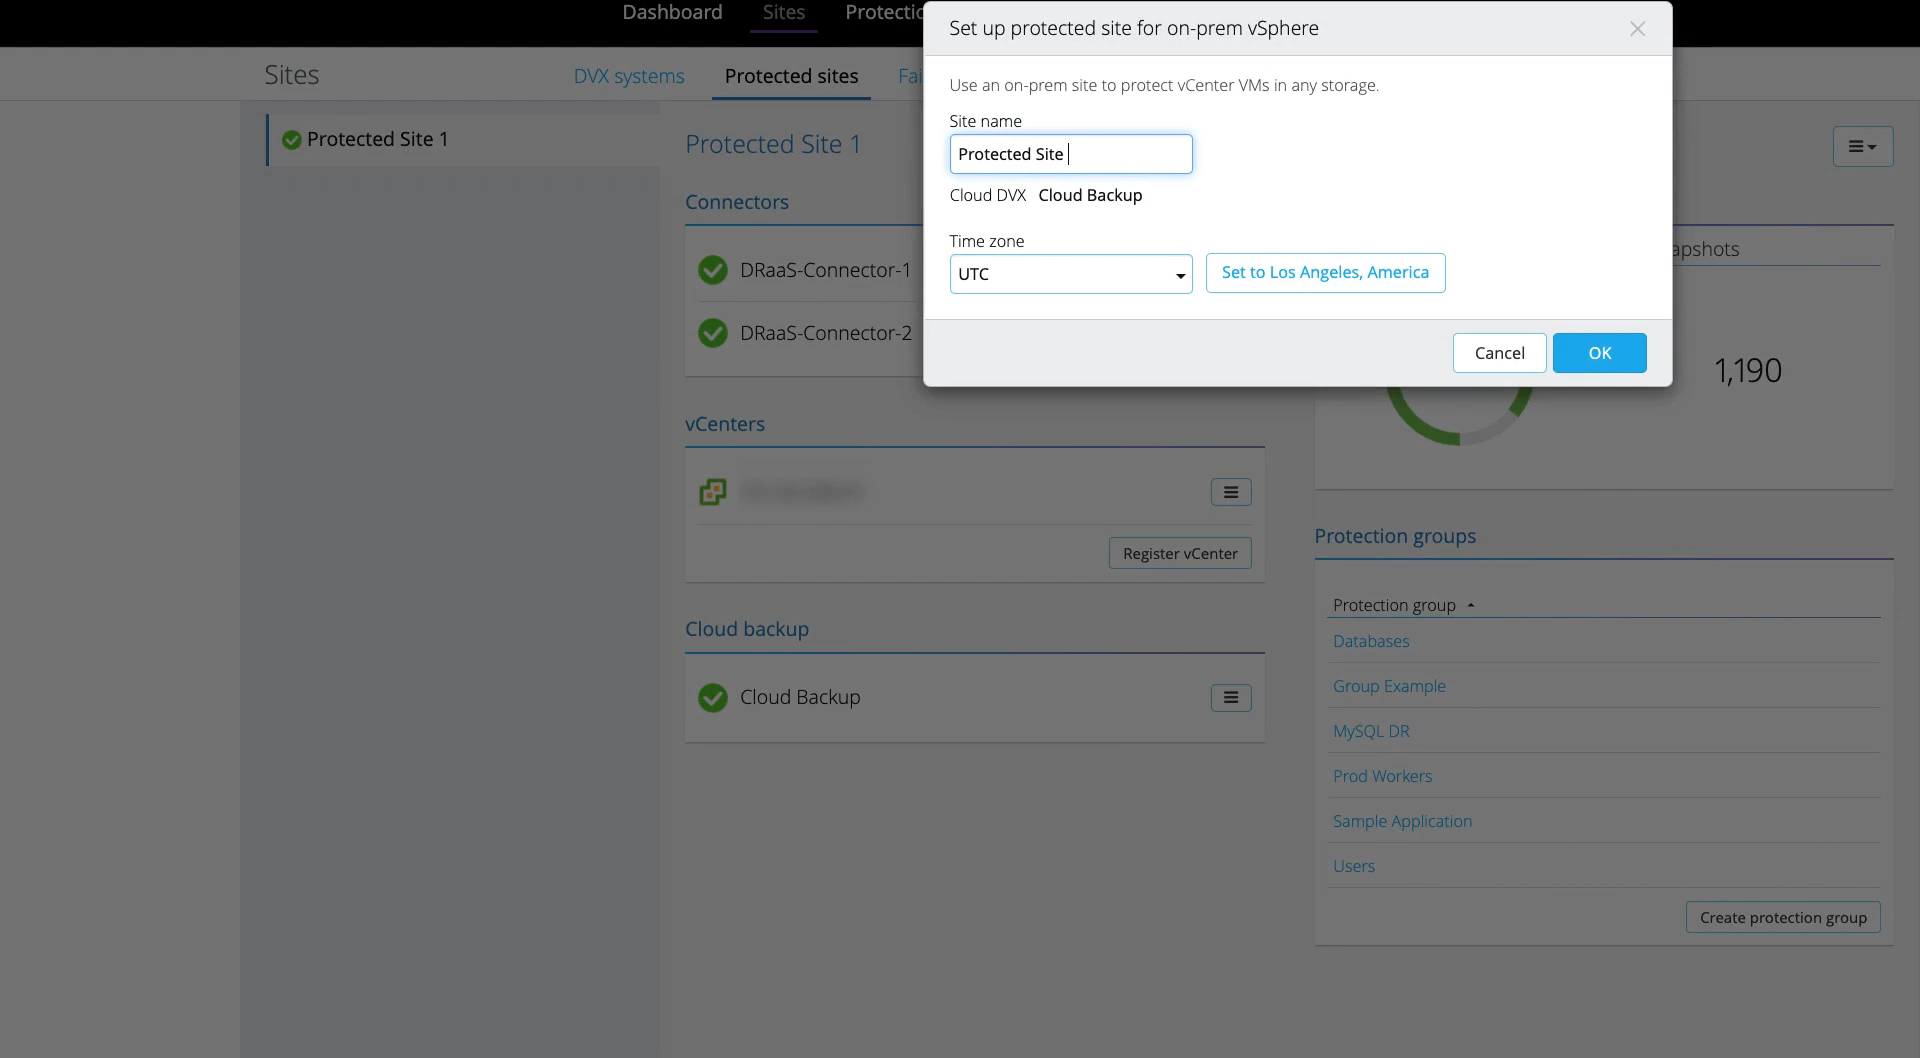 Dashboard
Sites
Protectio
Sites
DVX systems
Protected sites
Fai
Set up protected site for on-prem vSphere
Use an on-prem site to protect vCenter VMs in any storage.
Site name
Protected Site
Cloud DVX Cloud Backup
Time zone
UTC
Set to Los Angeles, America
Cancel
OK
Protected Site 1
Protected Site 1
Connectors
DRaaS-Connector-1
DRaaS-Connector-2
vCenters
Register vCenter
Cloud backup
Cloud Backup
apshots
1,190
Protection groups
Protection group
Databases
Group Example
MySQL DR
Prod Workers
Sample Application
Users
Create protection group